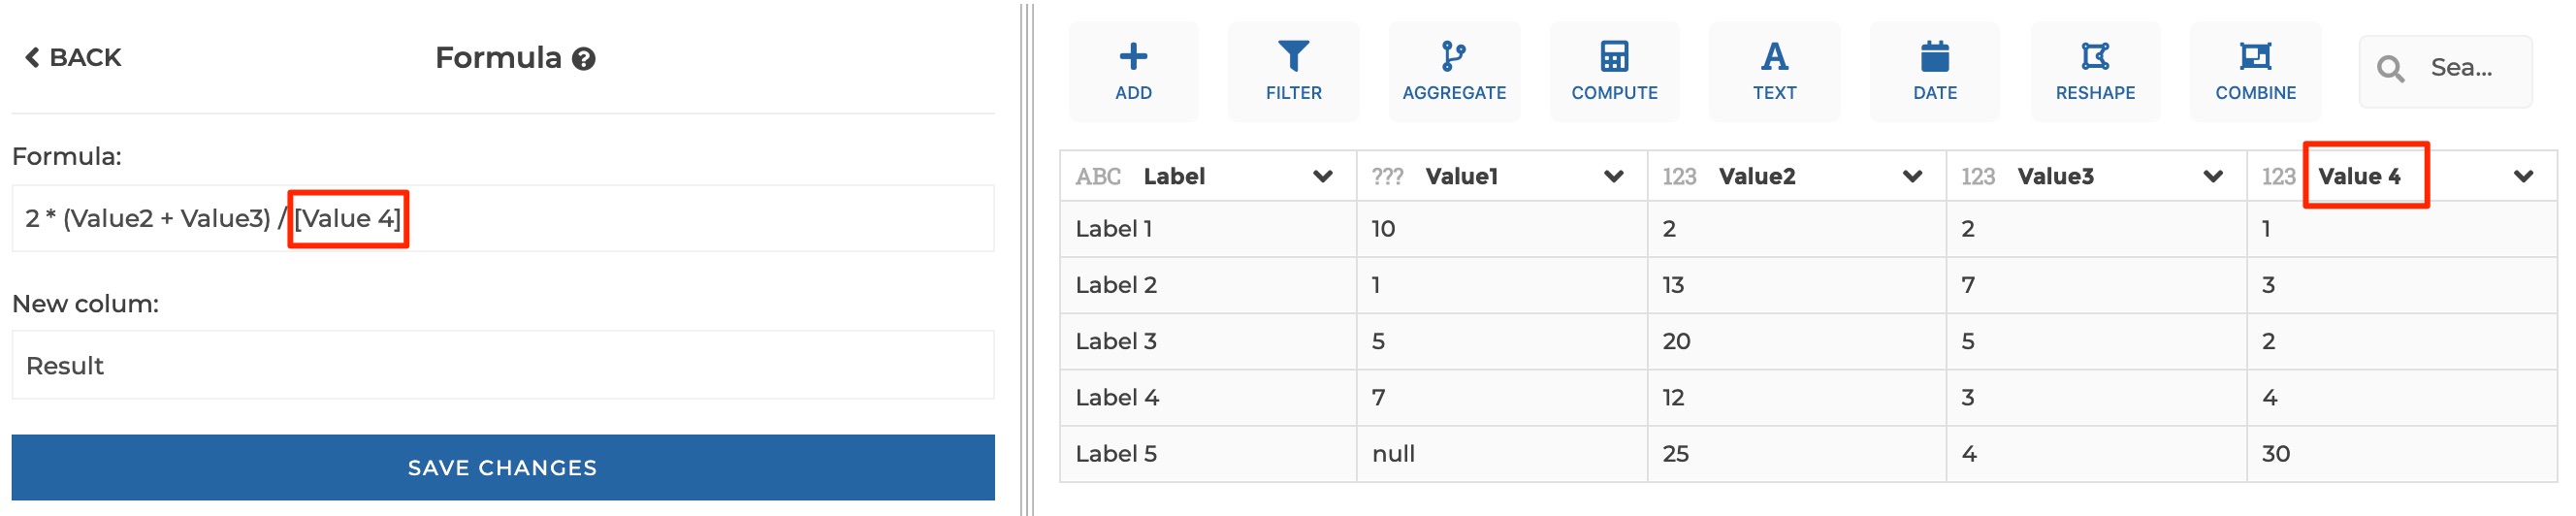 BACK
Formula ?
Formula:
2 * (Value2 + Value3) / [Value 4]
New colum:
Result
SAVE CHANGES
ADD
FILTER
AGGREGATE
COMPUTE
A
TEXT
DATE
RESHAPE
COMBINE
Sea...
ABC Label ??? Value1 123 Value2 123 Value3 123 Value 4
Label 1 10 2 2 1
Label 2 1 13 7 3
Label 3 5 20 5 2
Label 4 7 12 3 4
Label 5 null 25 4 30